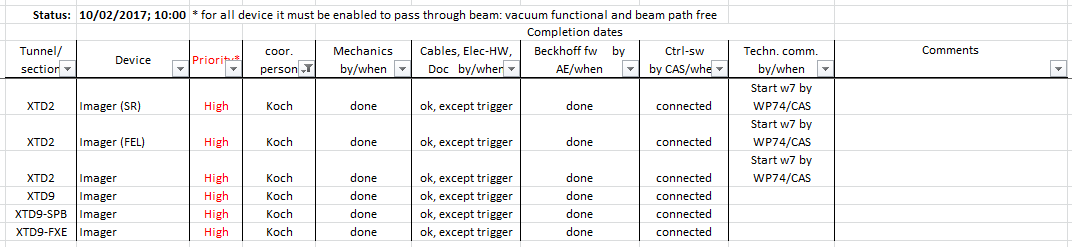 Status: 10/02/2017; 10:00 * for all device it must be enabled to pass through beam: vacuum functional and beam path free
Completion dates
Tunnel/ section Device Priority* coor. person Mechanics by/when Cables, Elec-HW, Doc by/when Beckhoff fw by AE/when Ctrl-sw by CAS/whe Techn. comm. by/when Comments
XTD2 Imager (SR) High Koch done ok, except trigger done connected Start w7 by WP74/CAS
XTD2 Imager (FEL) High Koch done ok, except trigger done connected Start w7 by WP74/CAS
XTD2 Imager High Koch done ok, except trigger done connected Start w7 by WP74/CAS
XTD9 Imager High Koch done ok, except trigger done connected
XTD9-SPB Imager High Koch done ok, except trigger done connected
XTD9-FXE Imager High Koch done ok, except trigger done connected